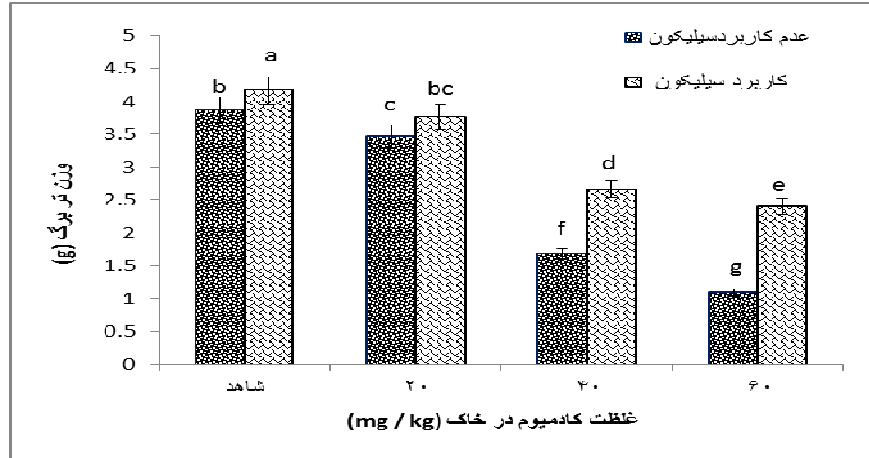 عدم کاربردسیلیکون
کاربرد سیلیکون
وزن تر برگ (g)
5
4.5
4
3.5
3
2.5
2
1.5
1
0.5
0
b
a
c
bc
f
d
g
e
شاهد
۲۰
۴۰
۶۰
غلظت کادمیوم در خاک (mg / kg)